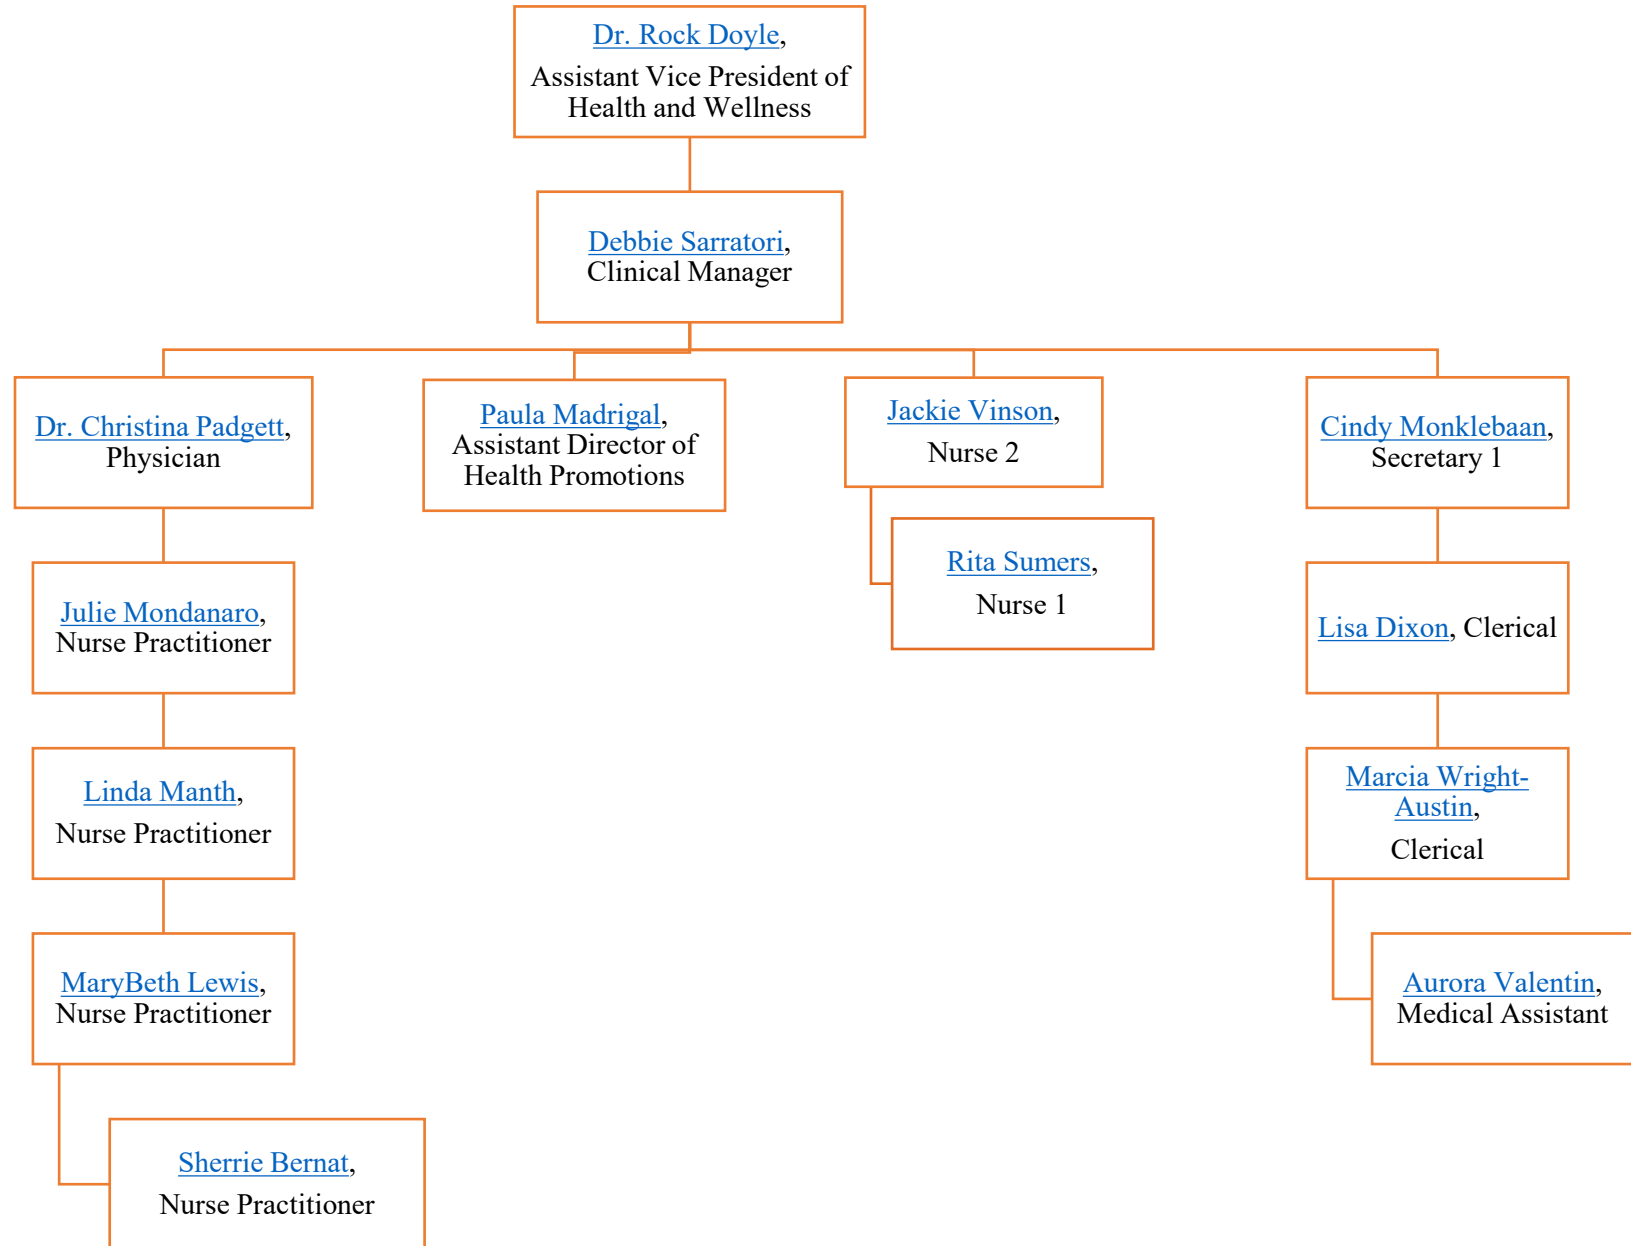 Dr. Rock Doyle,
Assistant Vice President of
Health and Wellness
Debbie Sarratori,
Clinical Manager
Dr. Christina Padgett,
Physician
Paula Madrigal,
Assistant Director of
Health Promotions
Jackie Vinson,
Nurse 2
Cindy Monklebaan,
Secretary 1
Rita Sumers,
Nurse 1
Julie Mondanaro,
Nurse Practitioner
Lisa Dixon, Clerical
Linda Manth,
Nurse Practitioner
Marcia Wright-
Austin,
Clerical
MaryBeth Lewis,
Nurse Practitioner
Aurora Valentin,
Medical Assistant
Sherrie Bernat,
Nurse Practitioner